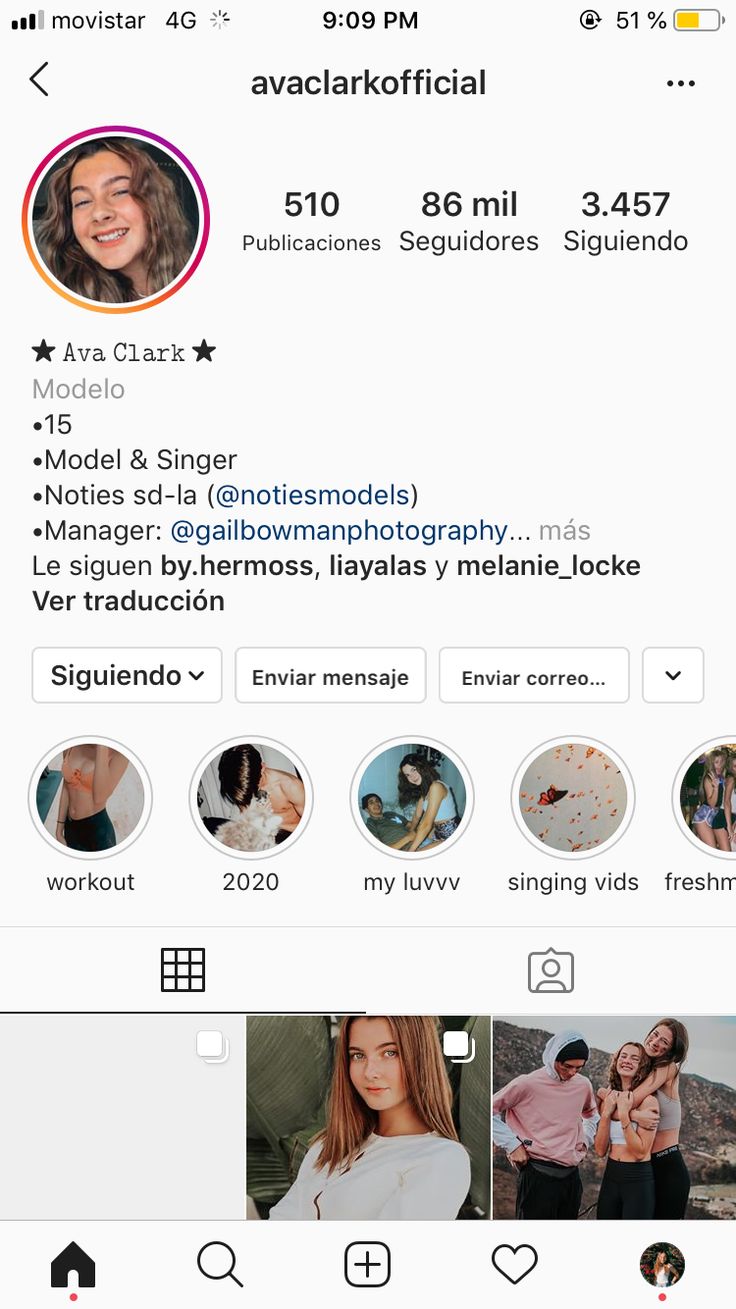 movistar 4G 9:09 PM 51 %
avaclarkofficial
510 86 mil 3.457
Publicaciones Seguidores Siguiendo
★ Ava Clark ★
Modelo
•15
•Model & Singer
•Noties sd-la (@notiesmodels)
•Manager: @gailbowmanphotography... más
Le siguen by.hermoss, liayalas y melanie_locke
Ver traducción
Siguiendo Enviar mensaje Enviar correo...
workout 2020 my luvvv singing vids freshm